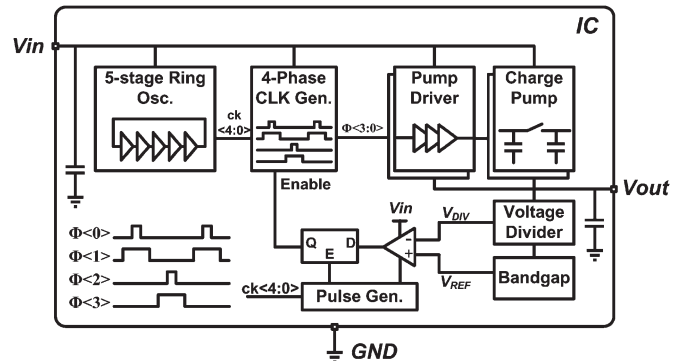 IC
Vin
5-stage Ring
Osc.
ck
<4:0>
4-Phase
CLK Gen.
Φ<3:0>
Pump
Driver
Charge
Pump
Enable
Vout
Vin
V_DIV
Voltage
Divider
Φ<0>
Φ<1>
Φ<2>
Φ<3>
Q
D
E
-
+
V_REF
Bandgap
ck<4:0>
Pulse Gen.
GND